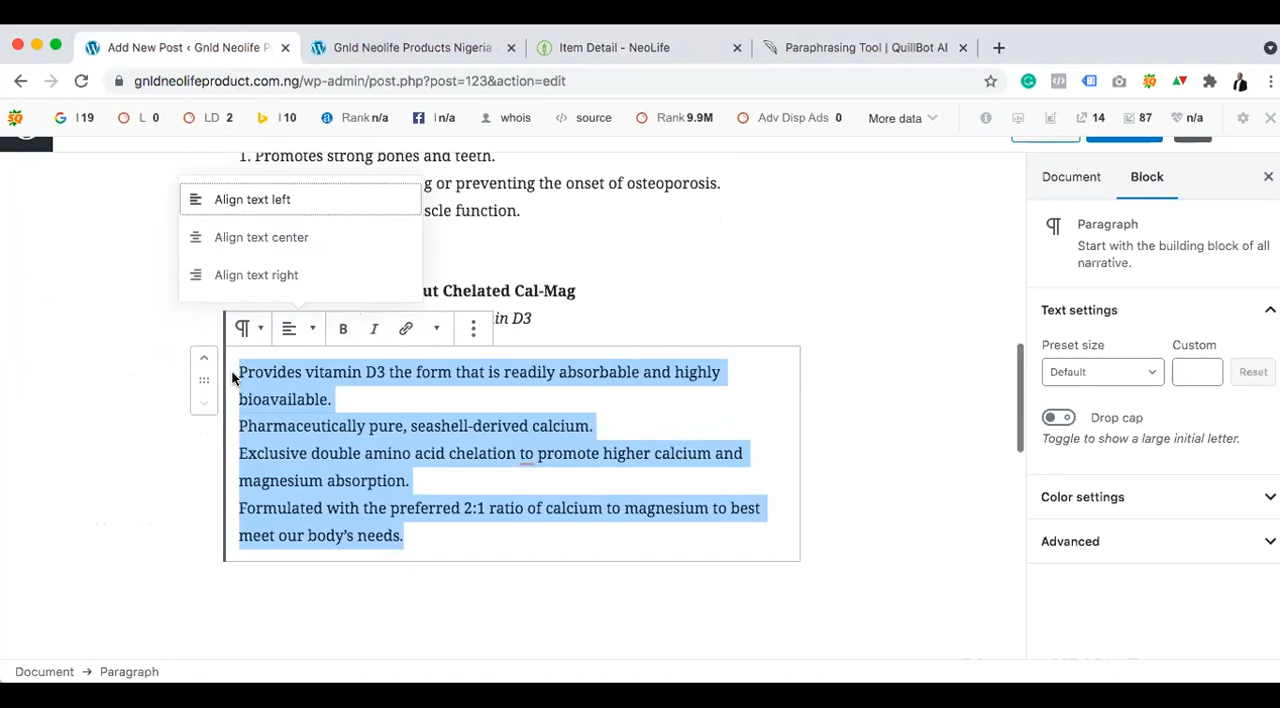 Add New Post ‹ Gnld Neolife P
Gnld Neolife Products Nigeria
Item Detail - NeoLife
Paraphrasing Tool | QuillBot AI
gnldneolifeproduct.com.ng/wp-admin/post.php?post=123&action=edit
I 19
L 0
LD 2
I 10
Rank n/a
I n/a
whois
source
Rank 9.9M
Adv Disp Ads 0
More data
14
87
n/a
1. Promotes strong bones and teeth.
g or preventing the onset of osteoporosis.
scle function.
Align text left
Align text center
Align text right
ut Chelated Cal-Mag
in D3
B I
Provides vitamin D3 the form that is readily absorbable and highly
bioavailable.
Pharmaceutically pure, seashell-derived calcium.
Exclusive double amino acid chelation to promote higher calcium and
magnesium absorption.
Formulated with the preferred 2:1 ratio of calcium to magnesium to best
meet our body’s needs.
Document Block
Paragraph
Start with the building block of all
narrative.
Text settings
Preset size Custom
Default Reset
Drop cap
Toggle to show a large initial letter.
Color settings
Advanced
Document → Paragraph